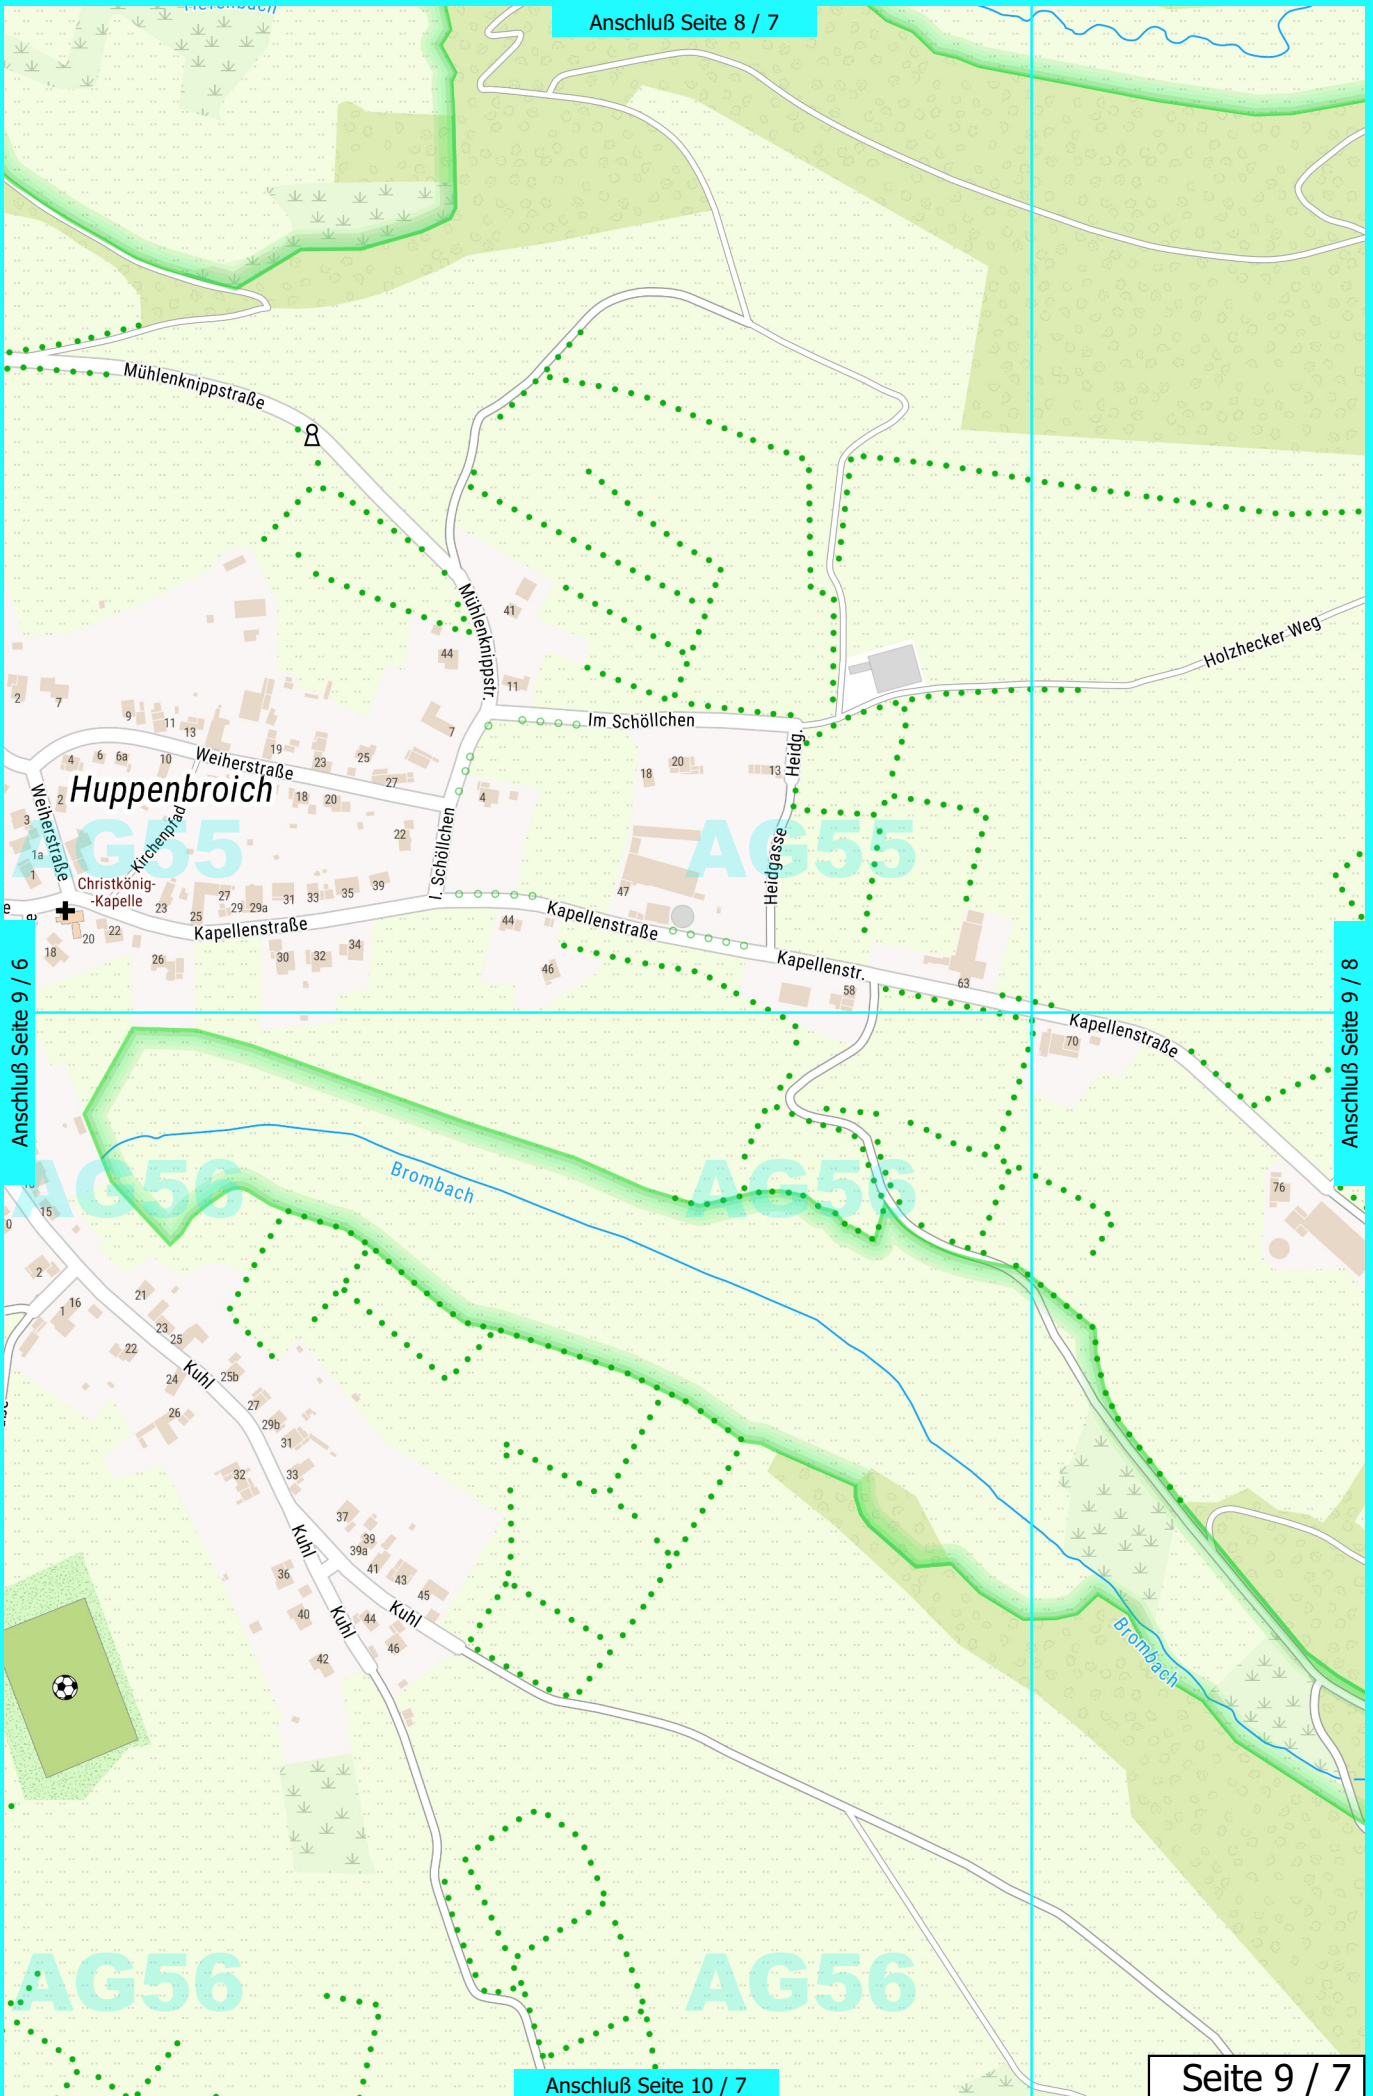 Anschluß Seite 8 / 7
Mühlenknippstraße
Mühlenknippstr.
41
44
11
Holzhecker Weg
2
7
9
11
13
7
Im Schöllchen
19
23
25
27
Weiherstraße
4
6
6a
10
18
20
13
Heidg.
Huppenbroich
18
20
4
22
2
3
1a
1
Weiherstraße
Kirchenpfad
AG55
AG55
I. Schöllchen
Heidgasse
Christkönig-
-Kapelle
23
25
27
29
29a
31
33
35
39
47
Kapellenstraße
44
Kapellenstraße
e
e
18
20
22
26
30
32
34
46
Kapellenstr.
58
63
Anschluß Seite 9 / 6
Anschluß Seite 9 / 8
Kapellenstraße
70
Brombach
AG56
AG56
76
0
15
2
1
16
21
23
25
22
24
25b
Kuhl
26
27
29b
31
32
33
37
39
39a
Kuhl
41
43
45
36
40
44
46
42
Kuhl
Kuhl
Brombach
AG56
AG56
Anschluß Seite 10 / 7
Seite 9 / 7